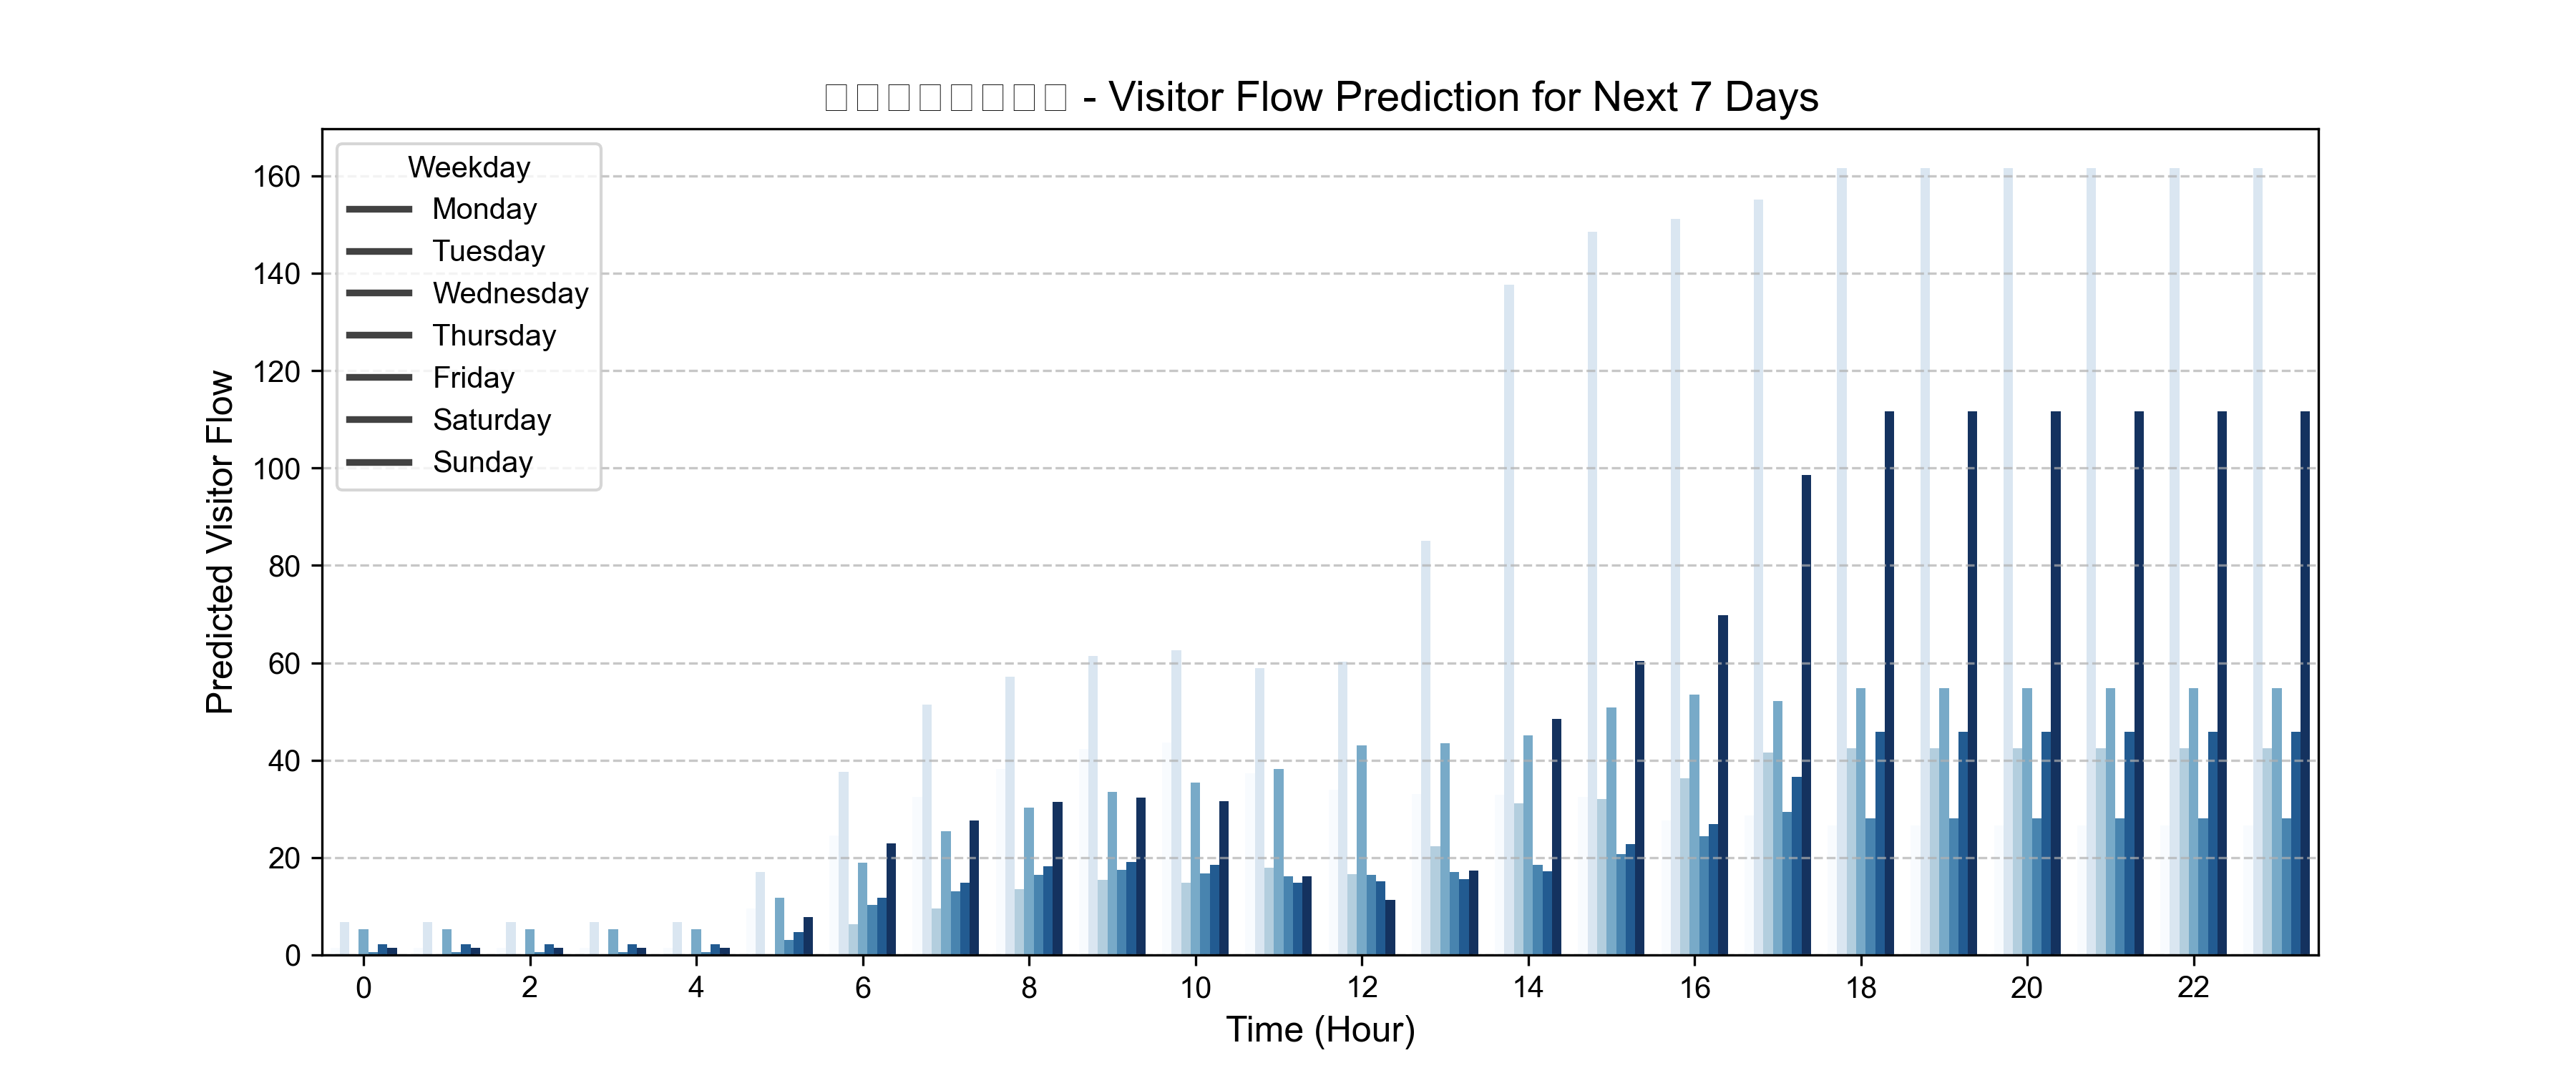 □□□□□□□□ - Visitor Flow Prediction for Next 7 Days
Predicted Visitor Flow
160
140
120
100
80
60
40
20
0
Weekday
Monday
Tuesday
Wednesday
Thursday
Friday
Saturday
Sunday
0 2 4 6 8 10 12 14 16 18 20 22
Time (Hour)